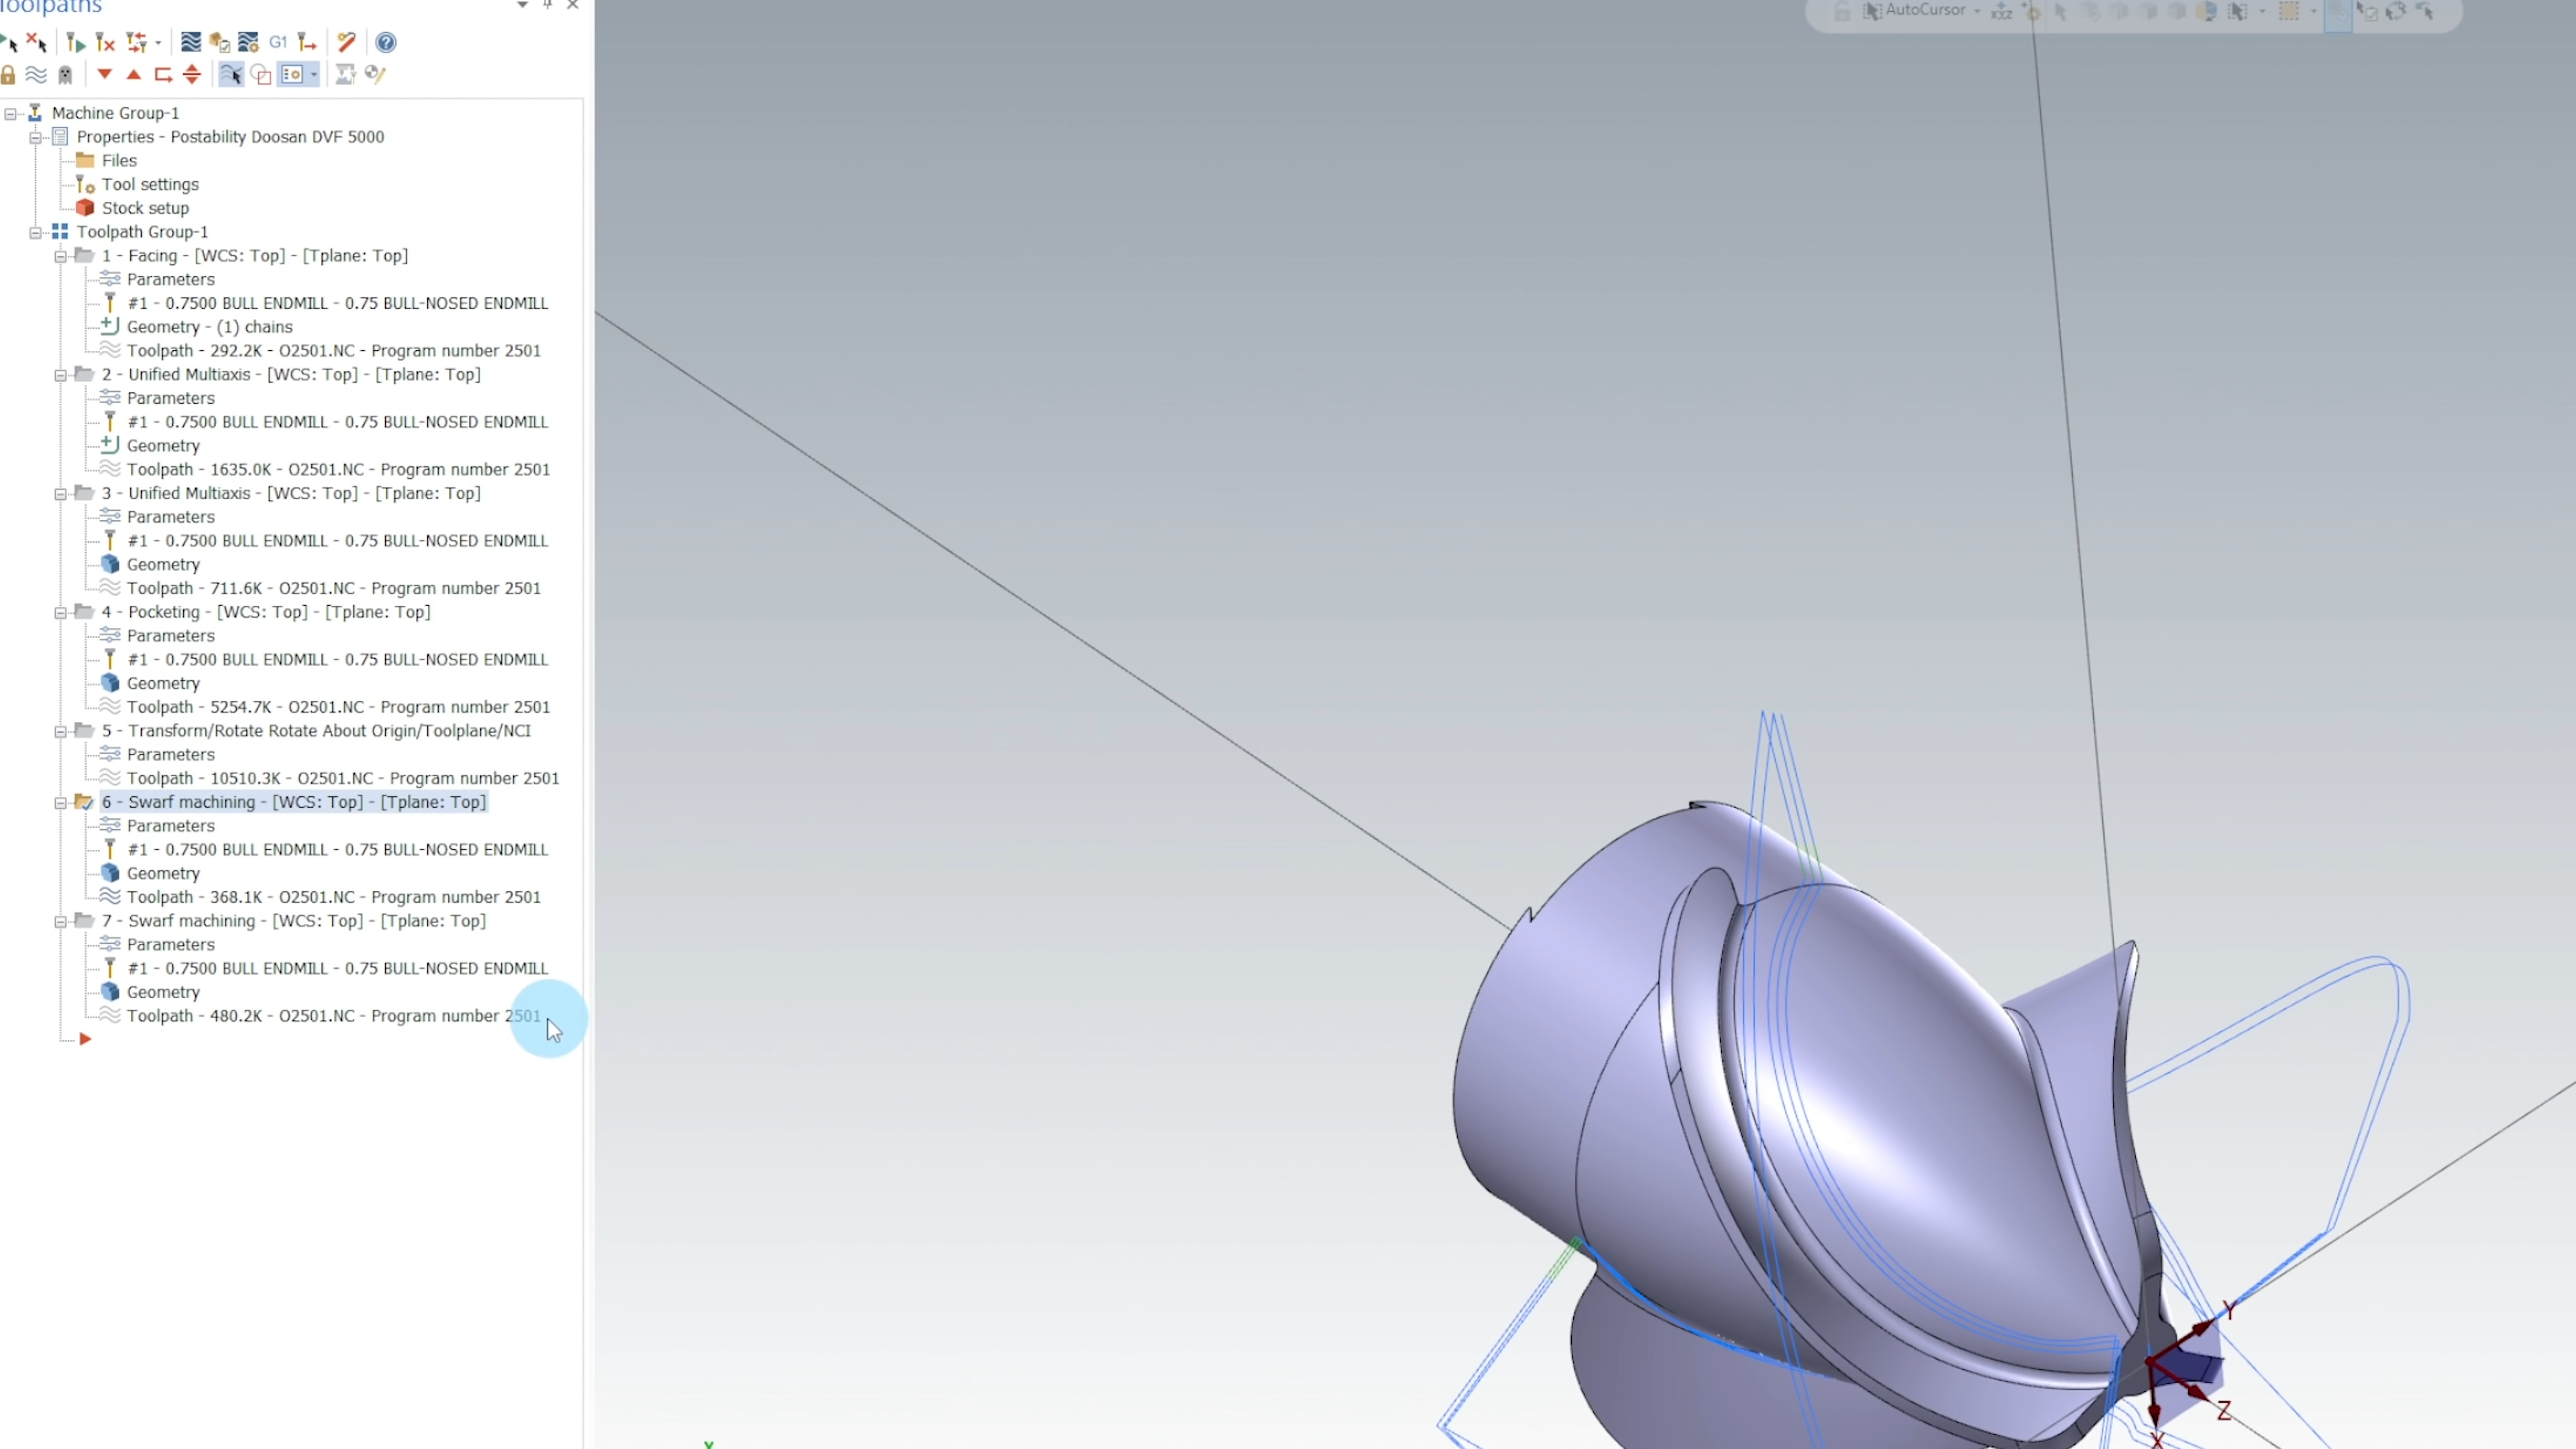 Toolpaths
AutoCursor
XYZ
G1
Machine Group-1
Properties - Postability Doosan DVF 5000
Files
Tool settings
Stock setup
Toolpath Group-1
1 - Facing - [WCS: Top] - [Tplane: Top]
Parameters
#1 - 0.7500 BULL ENDMILL - 0.75 BULL-NOSED ENDMILL
Geometry - (1) chains
Toolpath - 292.2K - O2501.NC - Program number 2501
2 - Unified Multiaxis - [WCS: Top] - [Tplane: Top]
Parameters
#1 - 0.7500 BULL ENDMILL - 0.75 BULL-NOSED ENDMILL
Geometry
Toolpath - 1635.0K - O2501.NC - Program number 2501
3 - Unified Multiaxis - [WCS: Top] - [Tplane: Top]
Parameters
#1 - 0.7500 BULL ENDMILL - 0.75 BULL-NOSED ENDMILL
Geometry
Toolpath - 711.6K - O2501.NC - Program number 2501
4 - Pocketing - [WCS: Top] - [Tplane: Top]
Parameters
#1 - 0.7500 BULL ENDMILL - 0.75 BULL-NOSED ENDMILL
Geometry
Toolpath - 5254.7K - O2501.NC - Program number 2501
5 - Transform/Rotate Rotate About Origin/Toolplane/NCI
Parameters
Toolpath - 10510.3K - O2501.NC - Program number 2501
6 - Swarf machining - [WCS: Top] - [Tplane: Top]
Parameters
#1 - 0.7500 BULL ENDMILL - 0.75 BULL-NOSED ENDMILL
Geometry
Toolpath - 368.1K - O2501.NC - Program number 2501
7 - Swarf machining - [WCS: Top] - [Tplane: Top]
Parameters
#1 - 0.7500 BULL ENDMILL - 0.75 BULL-NOSED ENDMILL
Geometry
Toolpath - 480.2K - O2501.NC - Program number 2501
Y
Z
X